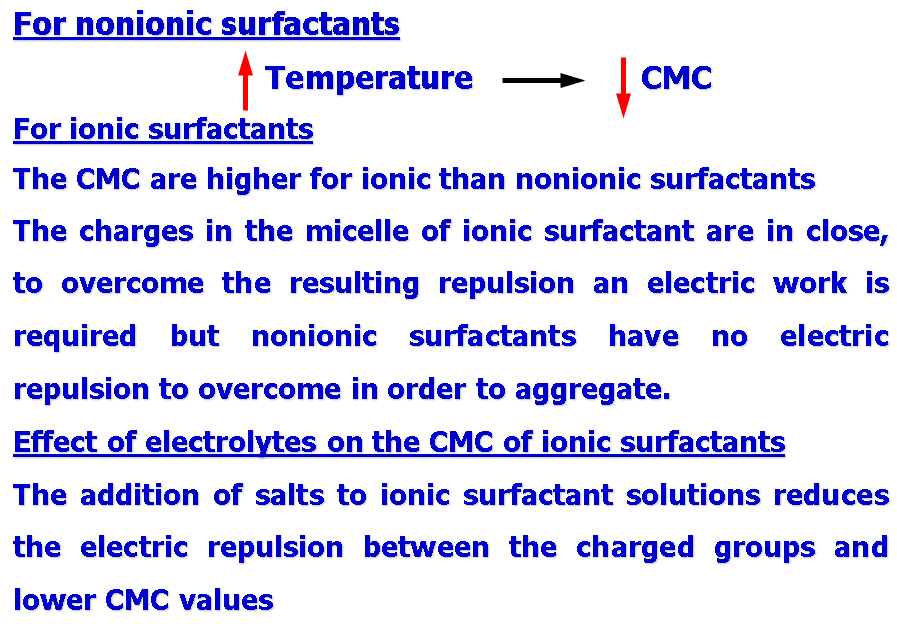 For nonionic surfactants
Temperature CMC
For ionic surfactants
The CMC are higher for ionic than nonionic surfactants
The charges in the micelle of ionic surfactant are in close,
to overcome the resulting repulsion an electric work is
required but nonionic surfactants have no electric
repulsion to overcome in order to aggregate.
Effect of electrolytes on the CMC of ionic surfactants
The addition of salts to ionic surfactant solutions reduces
the electric repulsion between the charged groups and
lower CMC values